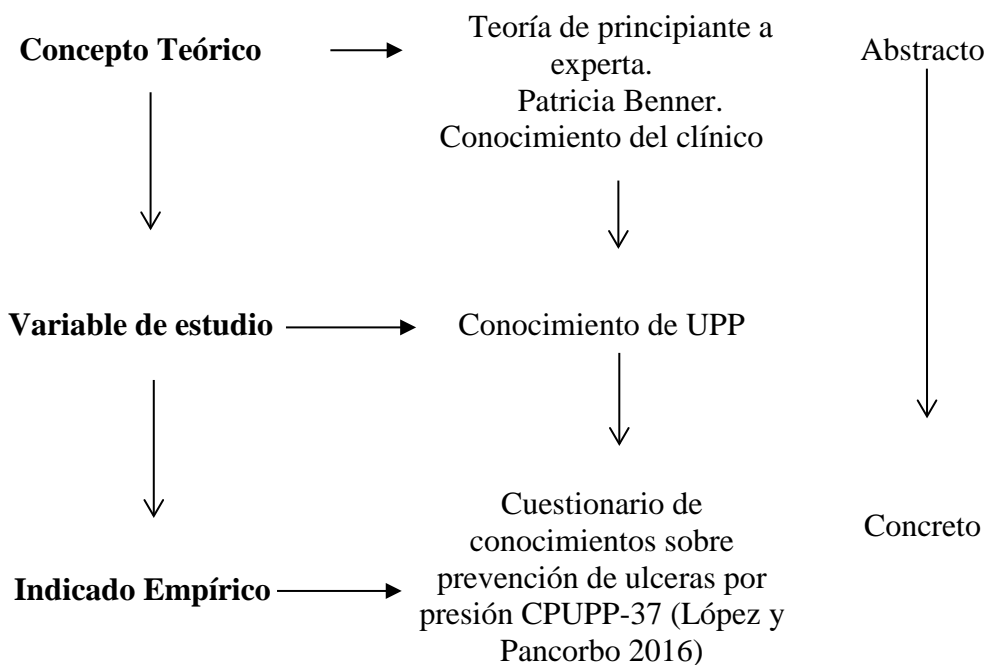 Concepto Teórico
Teoría de principiante a
experta.
Patricia Benner.
Conocimiento del clínico
Abstracto
Variable de estudio
Conocimiento de UPP
Indicado Empírico
Cuestionario de
conocimientos sobre
prevención de ulceras por
presión CPUPP-37 (López y
Pancorbo 2016)
Concreto